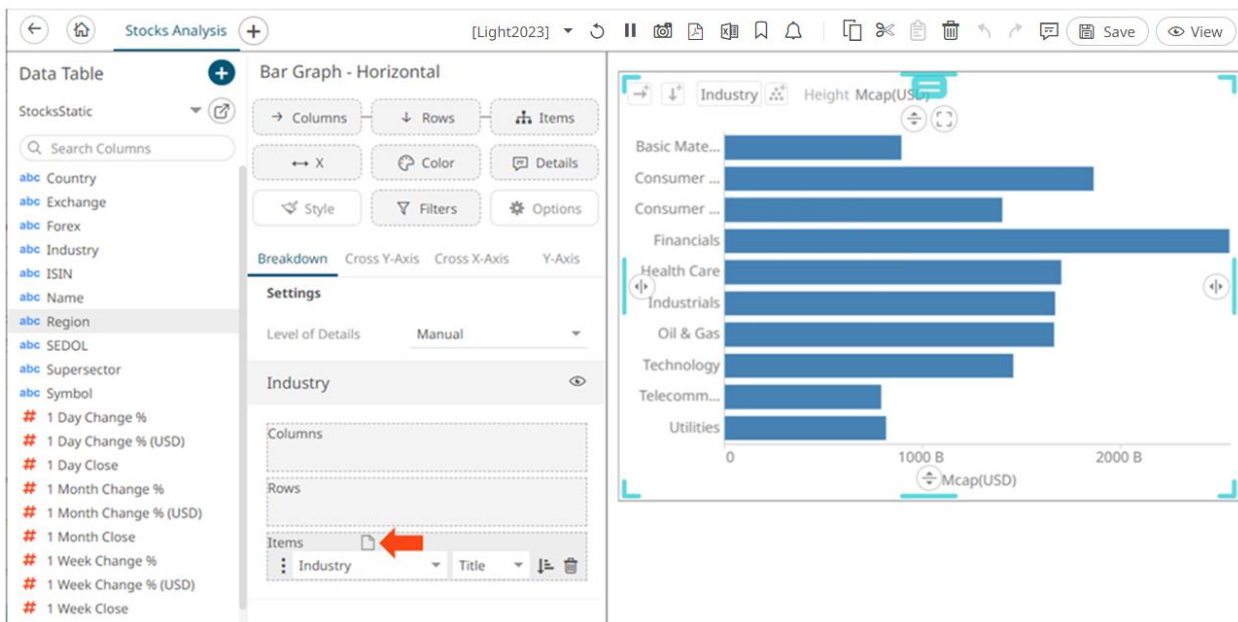 Stocks Analysis
[Light2023]
Save
View
Data Table
StocksStatic
Search Columns
abc Country
abc Exchange
abc Forex
abc Industry
abc ISIN
abc Name
abc Region
abc SEDOL
abc Supersector
abc Symbol
# 1 Day Change %
# 1 Day Change % (USD)
# 1 Day Close
# 1 Month Change %
# 1 Month Change % (USD)
# 1 Month Close
# 1 Week Change %
# 1 Week Change % (USD)
# 1 Week Close
Bar Graph - Horizontal
Columns
Rows
Items
X
Color
Details
Style
Filters
Options
Breakdown Cross Y-Axis Cross X-Axis Y-Axis
Settings
Level of Details Manual
Industry
Columns
Rows
Items
Industry Title
Industry Height Mcap(USD)
Basic Mate...
Consumer ...
Consumer ...
Financials
Health Care
Industrials
Oil & Gas
Technology
Telecomm...
Utilities
0 1000 B 2000 B
Mcap(USD)